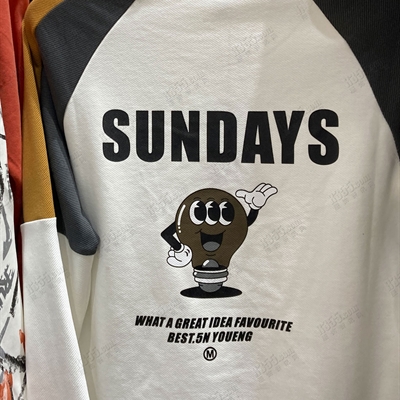 SUNDAYS
WHAT A GREAT IDEA FAVOURITE
BEST.5N YOUENG
M